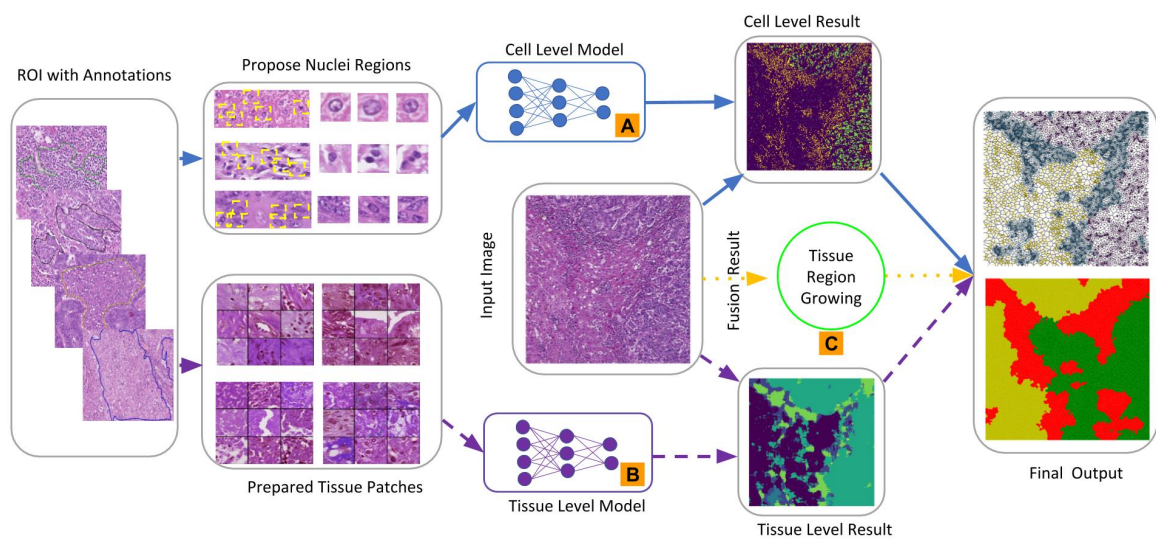 Cell Level Result
Cell Level Model
Propose Nuclei Regions
ROI with Annotations
A
Input Image
Fusion Result
Tissue
Region
Growing
C
B
Prepared Tissue Patches
Tissue Level Model
Tissue Level Result
Final Output